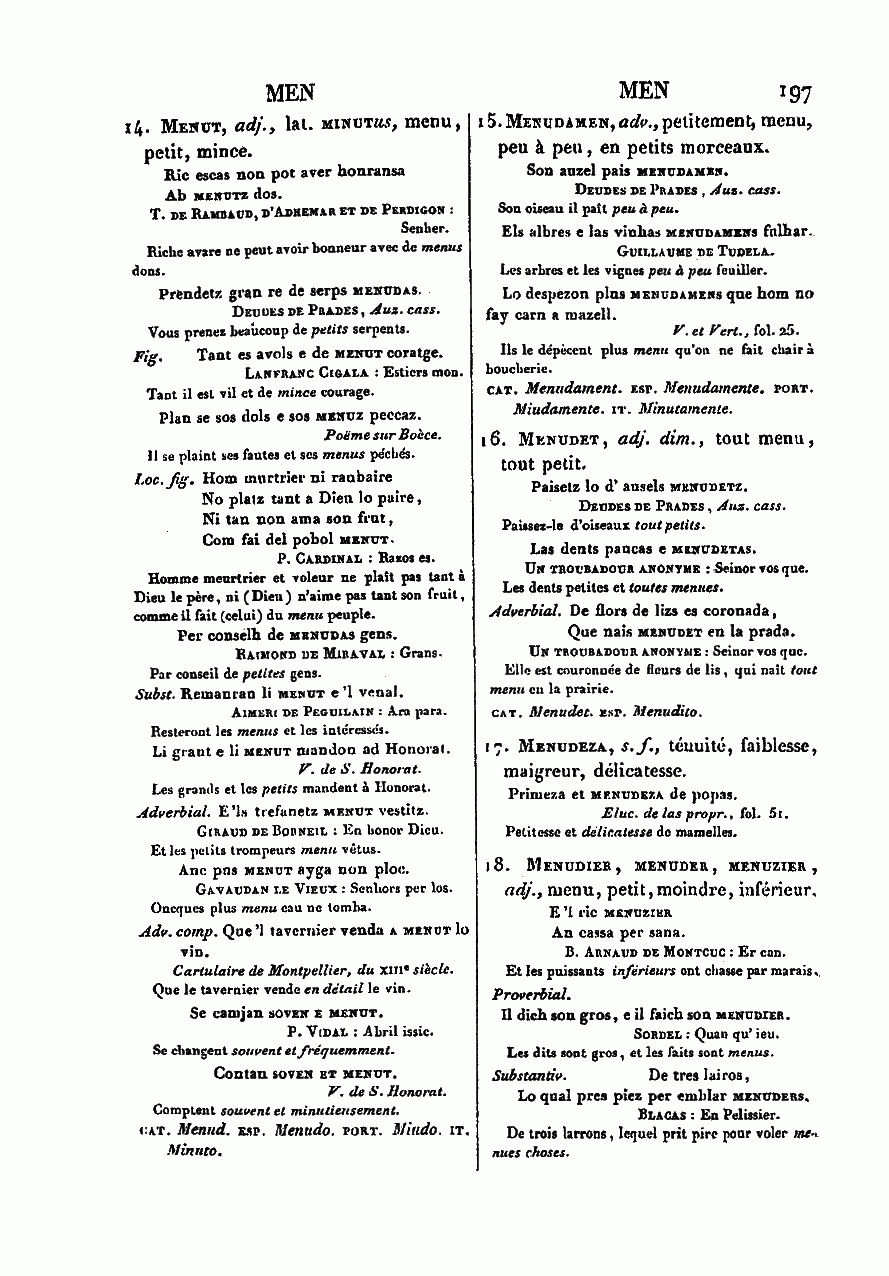 MEN
MEN 197
14. MENUT, adj., lat. MINUTus, menu,
petit, mince.
Ric escas non pot aver honransa
Ab MENUTZ dos.
T. DE RAMBAUD, D'ADHEMAR ET DE PERDIGON :
Senher.
Riche avare ne peut avoir honneur avec de menus
dons.
Prendetz gran re de serps MENUDAS.
DEUDES DE PRADES, Auz. cass.
Vous prenez beaucoup de petits serpents.
Fig. Tant es avols e de MENUT coratge.
LANFRANC CIGALA : Estiers mon.
Tant il est vil et de mince courage.
Plan se sos dols e sos MENUZ peccaz.
Poëme sur Boèce.
Il se plaint ses fautes et ses menus péchés.
Loc. fig. Hom murtrier ni raubaire
No platz tant a Dieu lo paire,
Ni tan non ama son frut,
Com fai del pobol MENUT.
P. CARDINAL : Razos es.
Homme meurtrier et voleur ne plaît pas tant à
Dieu le père, ni (Dieu) n'aime pas tant son fruit,
comme il fait (celui) du menu peuple.
Per conselh de MENUDAS gens.
RAIMOND DE MIRAVAL : Grans.
Par conseil de petites gens.
Subst. Remanran li MENUT e 'l venal.
AIMERI DE PEGUILAIN : Ara para.
Resteront les menus et les intéressés.
Li grant e li MENUT mandon ad Honorat.
V. de S. Honorat.
Les grands et les petits mandent à Honorat.
Adverbial. E 'ls trefanetz MENUT vestitz.
GIRAUD DE BORNEIL : En honor Dieu.
Et les petits trompeurs menu vêtus.
Anc pus MENUT ayga non ploc.
GAVAUDAN LE VIEUX : Senhors per los.
Oncques plus menu eau ne tomba.
Adv. comp. Que 'l tavernier venda A MENUT lo
vin.
Cartulaire de Montpellier, du XIIIe siècle.
Que le tavernier vende en détail le vin.
Se camjan SOVEN E MENUT.
P. VIDAL : Abril issic.
Se changent souvent et fréquemment.
Contan SOVEN ET MENUT.
V. de S. Honorat.
Comptent souvent et minutieusement.
CAT. Menud. ESP. Menudo. PORT. Miudo. IT.
Minuto.
15. MENUDAMEN, adv., petitement, menu,
peu à peu, en petits morceaux.
Son auzel pais MENUDAMEN.
DEUDES DE PRADES, Auz. cass.
Son oiseau il paît peu à peu.
Els albres e las vinhas MENUDAMENS fulhar.
GUILLAUME DE TUDELA.
Les arbres et les vignes peu à peu feuiller.
Lo despezon plus MENUDAMENS que hom no
fay carn a mazell.
V. et Vert., fol. 25.
Ils le dépècent plus menu qu'on ne fait chair à
boucherie.
CAT. Menudament. ESP. Menudamente. PORT.
Miudamente. IT. Minutamente.
16. MENUDET, adj. dim., tout menu,
tout petit.
Paisetz lo d' ausels MENUDETZ.
DEUDES DE PRADES, Auz. cass.
Paissez-le d'oiseaux tout petits.
Las dents paucas e MENUDETAS.
UN TROUBADOUR ANONYME : Seinor vos que.
Les dents petites et toutes menues.
Adverbial. De flors de lizs es coronada,
Que nais MENUDET en la prada.
UN TROUBADOUR ANONYME : Seinor vos que.
Elle est couronnée de fleurs de lis, qui naît tout
menu en la prairie.
CAT. Menudet. ESP. Menudito.
17. MENUDEZA, s. f., ténuité, faiblesse,
maigreur, délicatesse.
Primeza et MENUDEZA de popas.
Eluc. de las propr., fol. 51.
Petitesse et délicatesse de mamelles.
18. MENUDIER, MENUDER, MENUZIER,
adj., menu, petit, moindre, inférieur.
E 'l ric MENUZIER
An cassa per sana.
B. ARNAUD DE MONTCUC : Er can.
Et les puissants inférieurs ont chasse par marais.
Proverbial.
Il dich son gros, e il faich son MENUDIER.
SORDEL : Quan qu' ieu.
Les dits sont gros, et les faits sont menus.
Substantiv. De tres lairos,
Lo qual pres piez per emblar MENUDERS.
BLACAS : En Pelissier.
De trois larrons, lequel prit pire pour voler me-
nues choses.